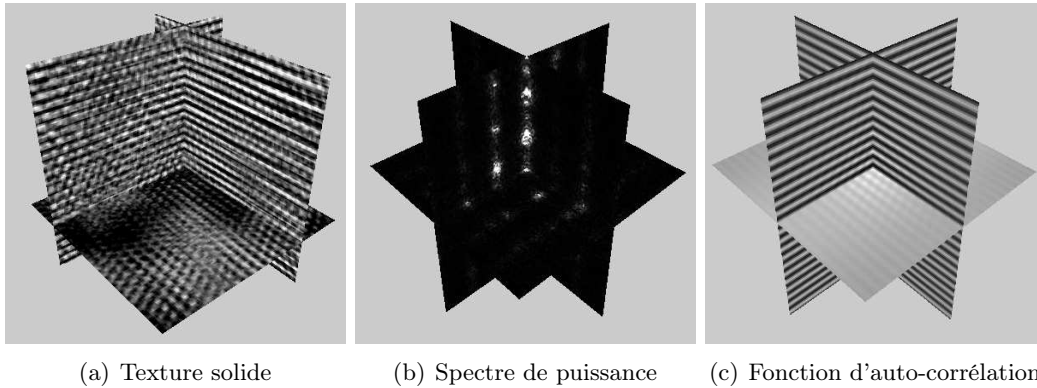 (a) Texture solide
(b) Spectre de puissance
(c) Fonction d'auto-corrélation